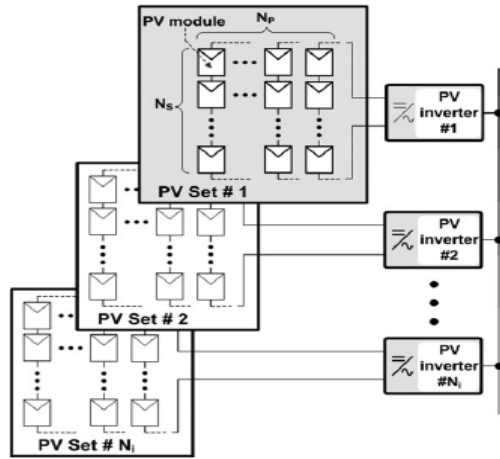 PV module
NP
NS
PV Set # 1
PV
inverter
#1
PV Set # 2
PV
inverter
#2
PV Set # Ni
PV
inverter
#Ni